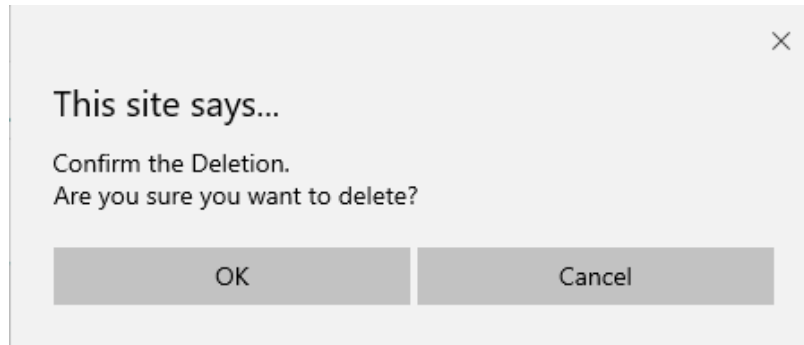 This site says...
Confirm the Deletion.
Are you sure you want to delete?
OK
Cancel